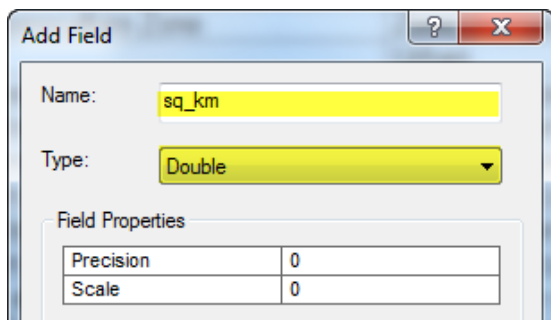 Add Field
?
Name: sq_km
Type: Double
Field Properties
Precision 0
Scale 0